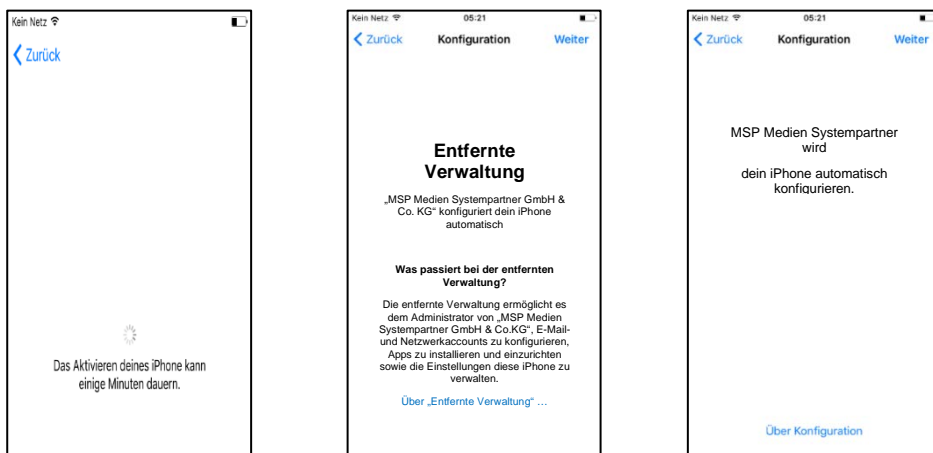 Kein Netz
Zurück
Das Aktivieren deines iPhone kann
einige Minuten dauern.
Kein Netz 05:21
Zurück Konfiguration Weiter
Entfernte
Verwaltung
„MSP Medien Systempartner GmbH &
Co. KG“ konfiguriert dein iPhone
automatisch
Was passiert bei der entfernten
Verwaltung?
Die entfernte Verwaltung ermöglicht es
dem Administrator von „MSP Medien
Systempartner GmbH & Co.KG“, E-Mail-
und Netzwerkaccounts zu konfigurieren,
Apps zu installieren und einzurichten
sowie die Einstellungen diese iPhone zu
verwalten.
Über „Entfernte Verwaltung“ …
Kein Netz 05:21
Zurück Konfiguration Weiter
MSP Medien Systempartner
wird
dein iPhone automatisch
konfigurieren.
Über Konfiguration